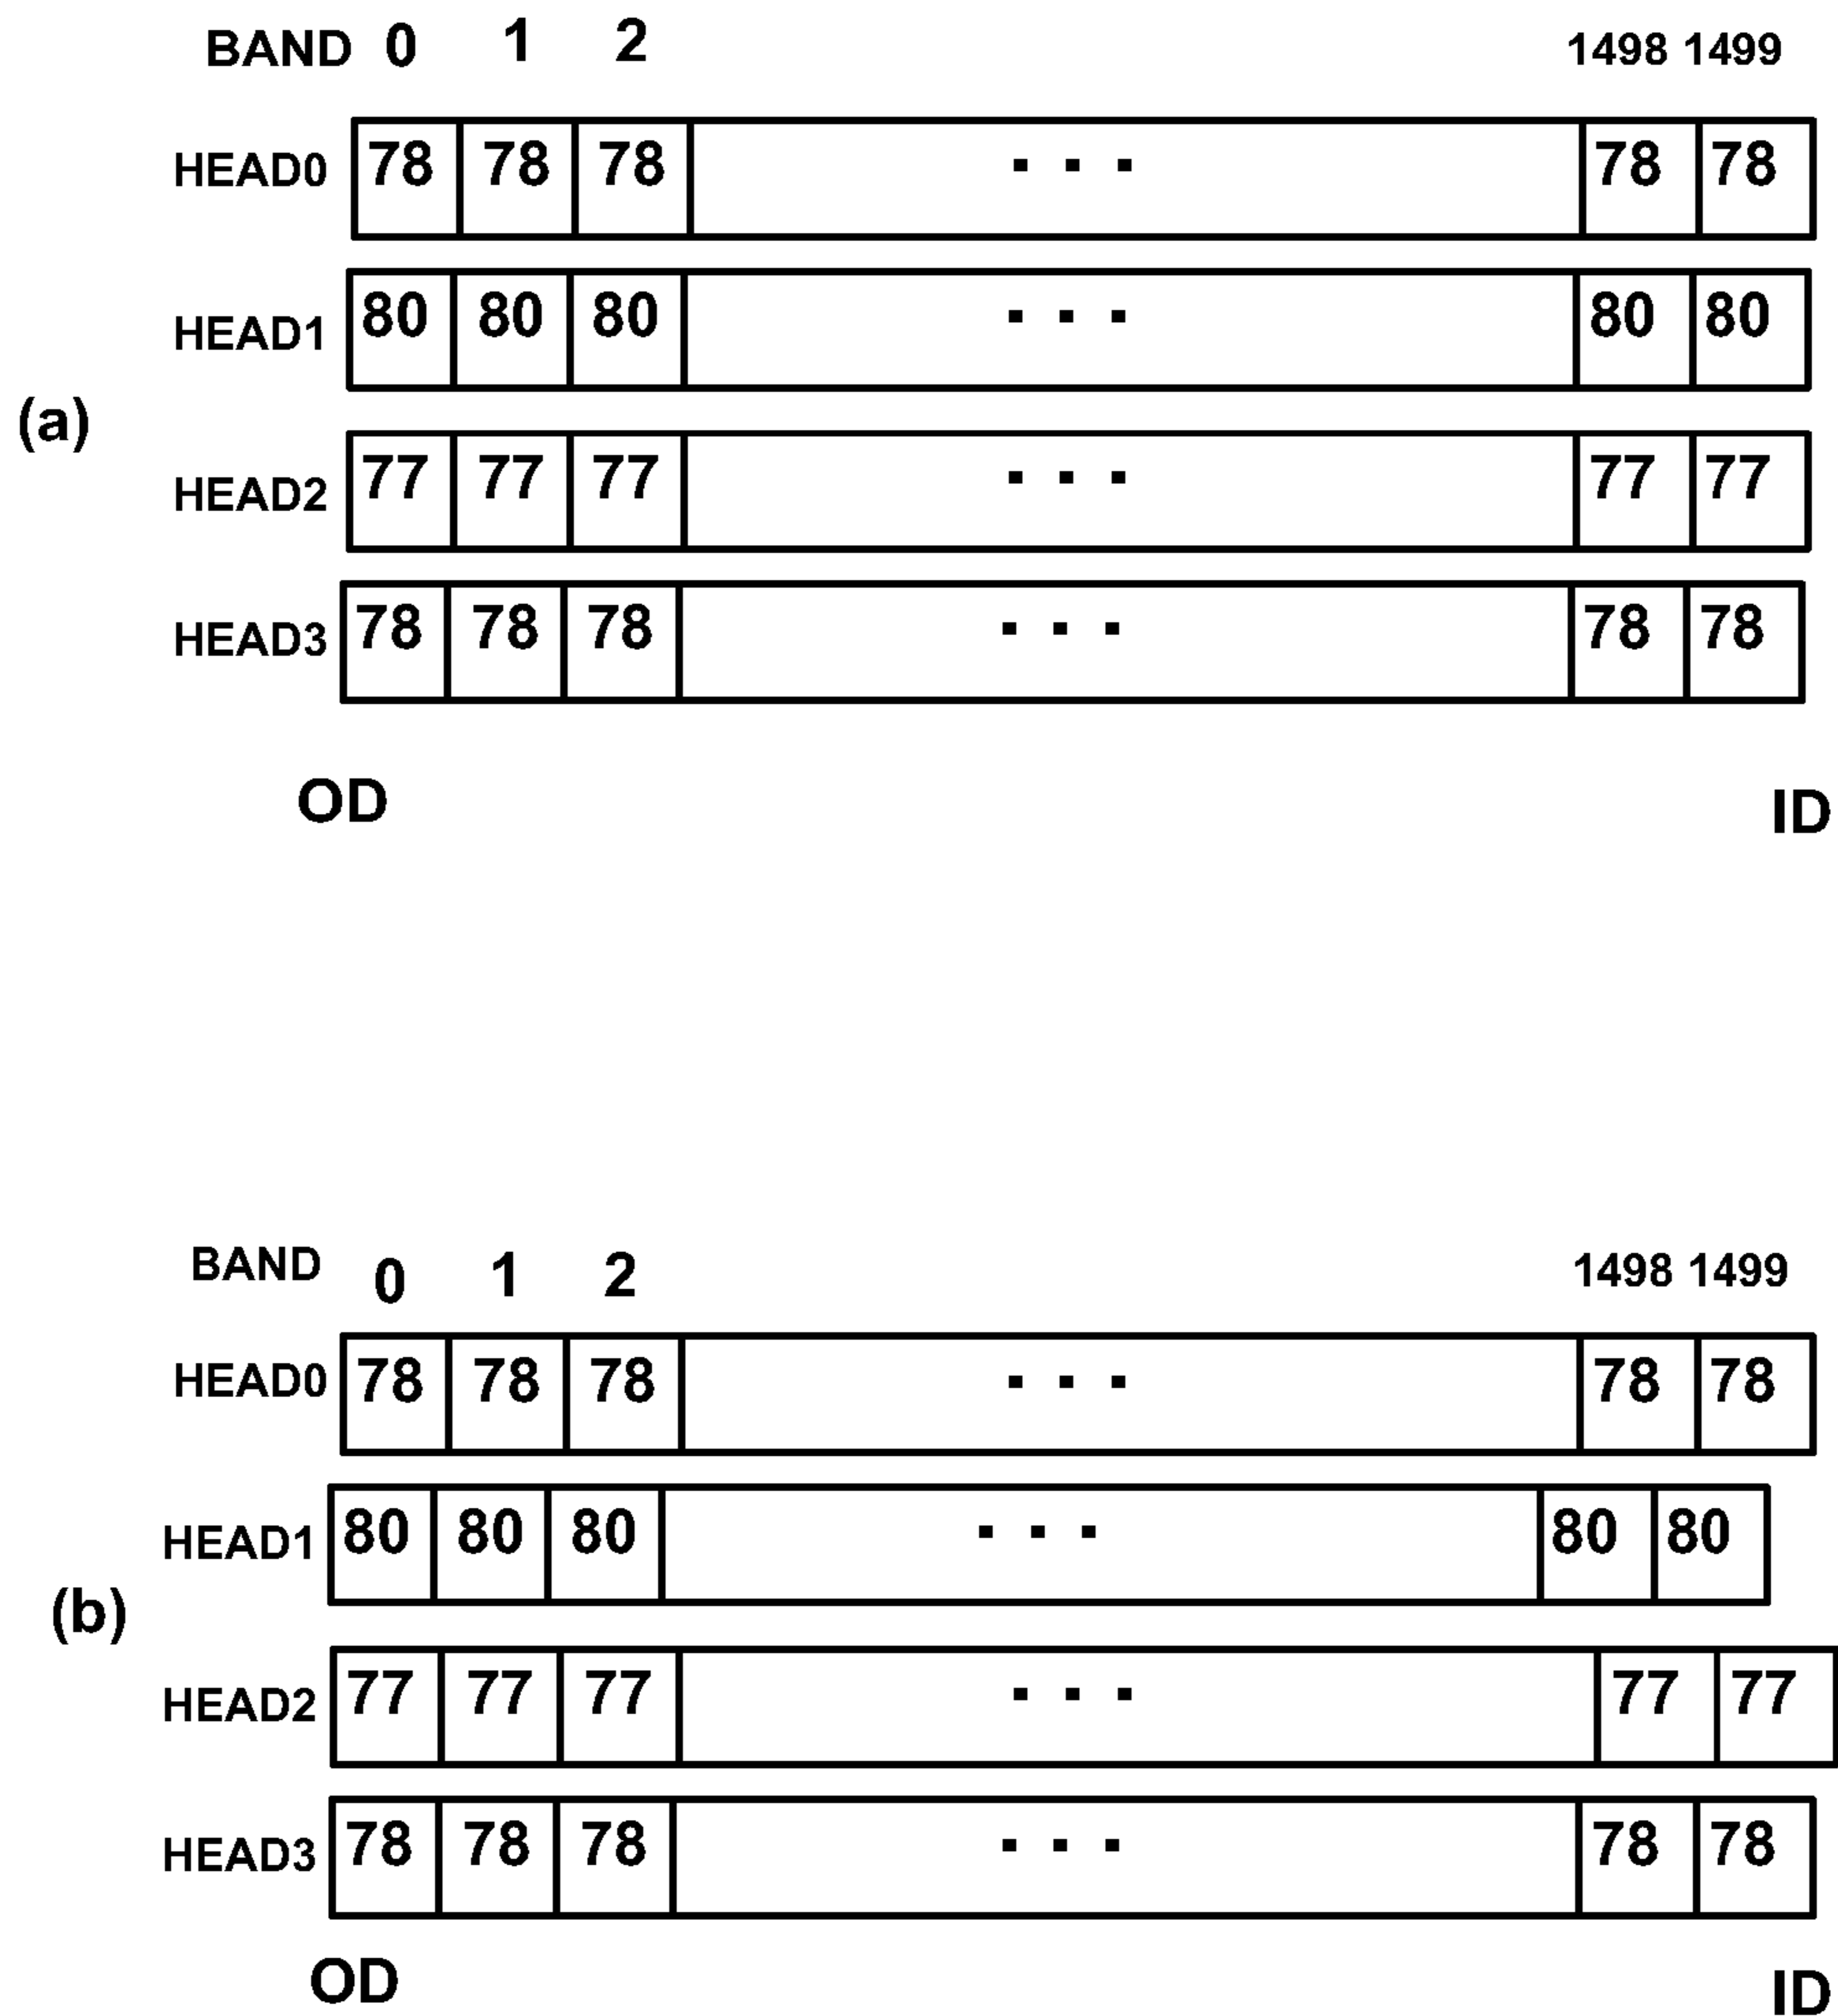 BAND 0 1 2 1498 1499
HEAD0 78 78 78 . . . 78 78
HEAD1 80 80 80 . . . 80 80
(a)
HEAD2 77 77 77 . . . 77 77
HEAD3 78 78 78 . . . 78 78
OD ID
BAND 0 1 2 1498 1499
HEAD0 78 78 78 . . . 78 78
HEAD1 80 80 80 . . . 80 80
(b)
HEAD2 77 77 77 . . . 77 77
HEAD3 78 78 78 . . . 78 78
OD ID